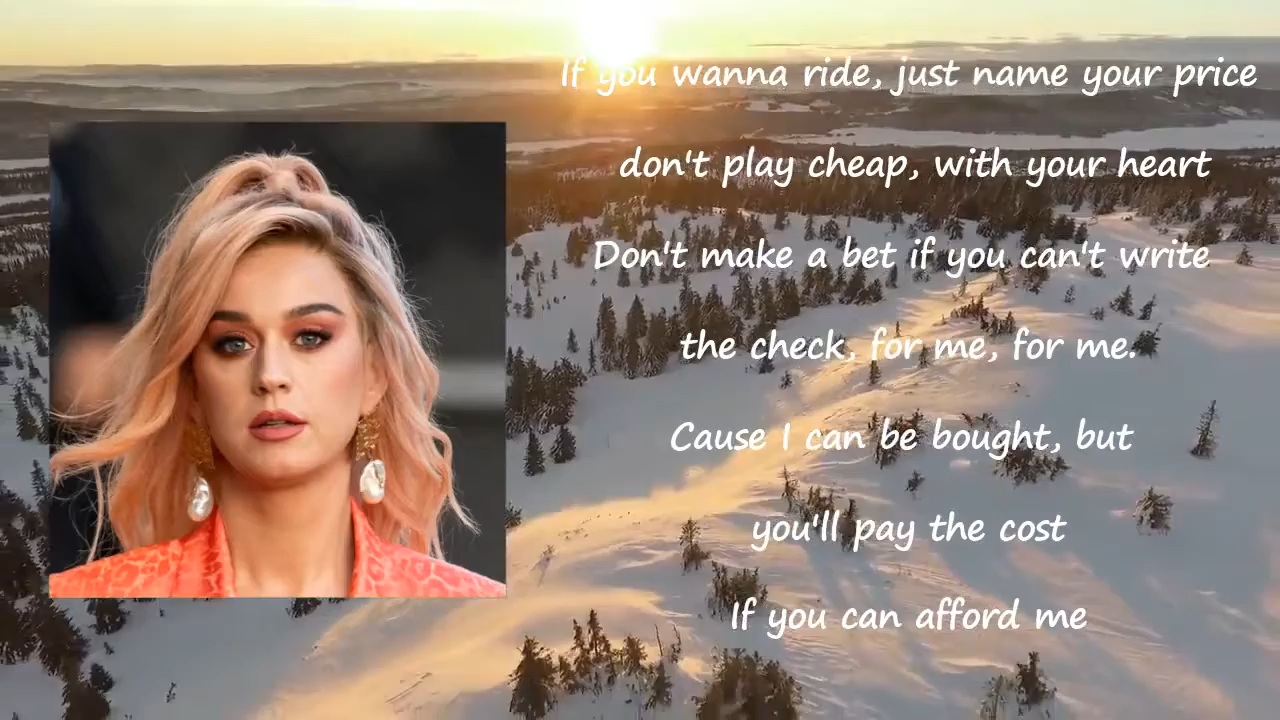 If you wanna ride, just name your price
don't play cheap, with your heart
Don't make a bet if you can't write
the check, for me, for me.
Cause I can be bought, but
you'll pay the cost
If you can afford me